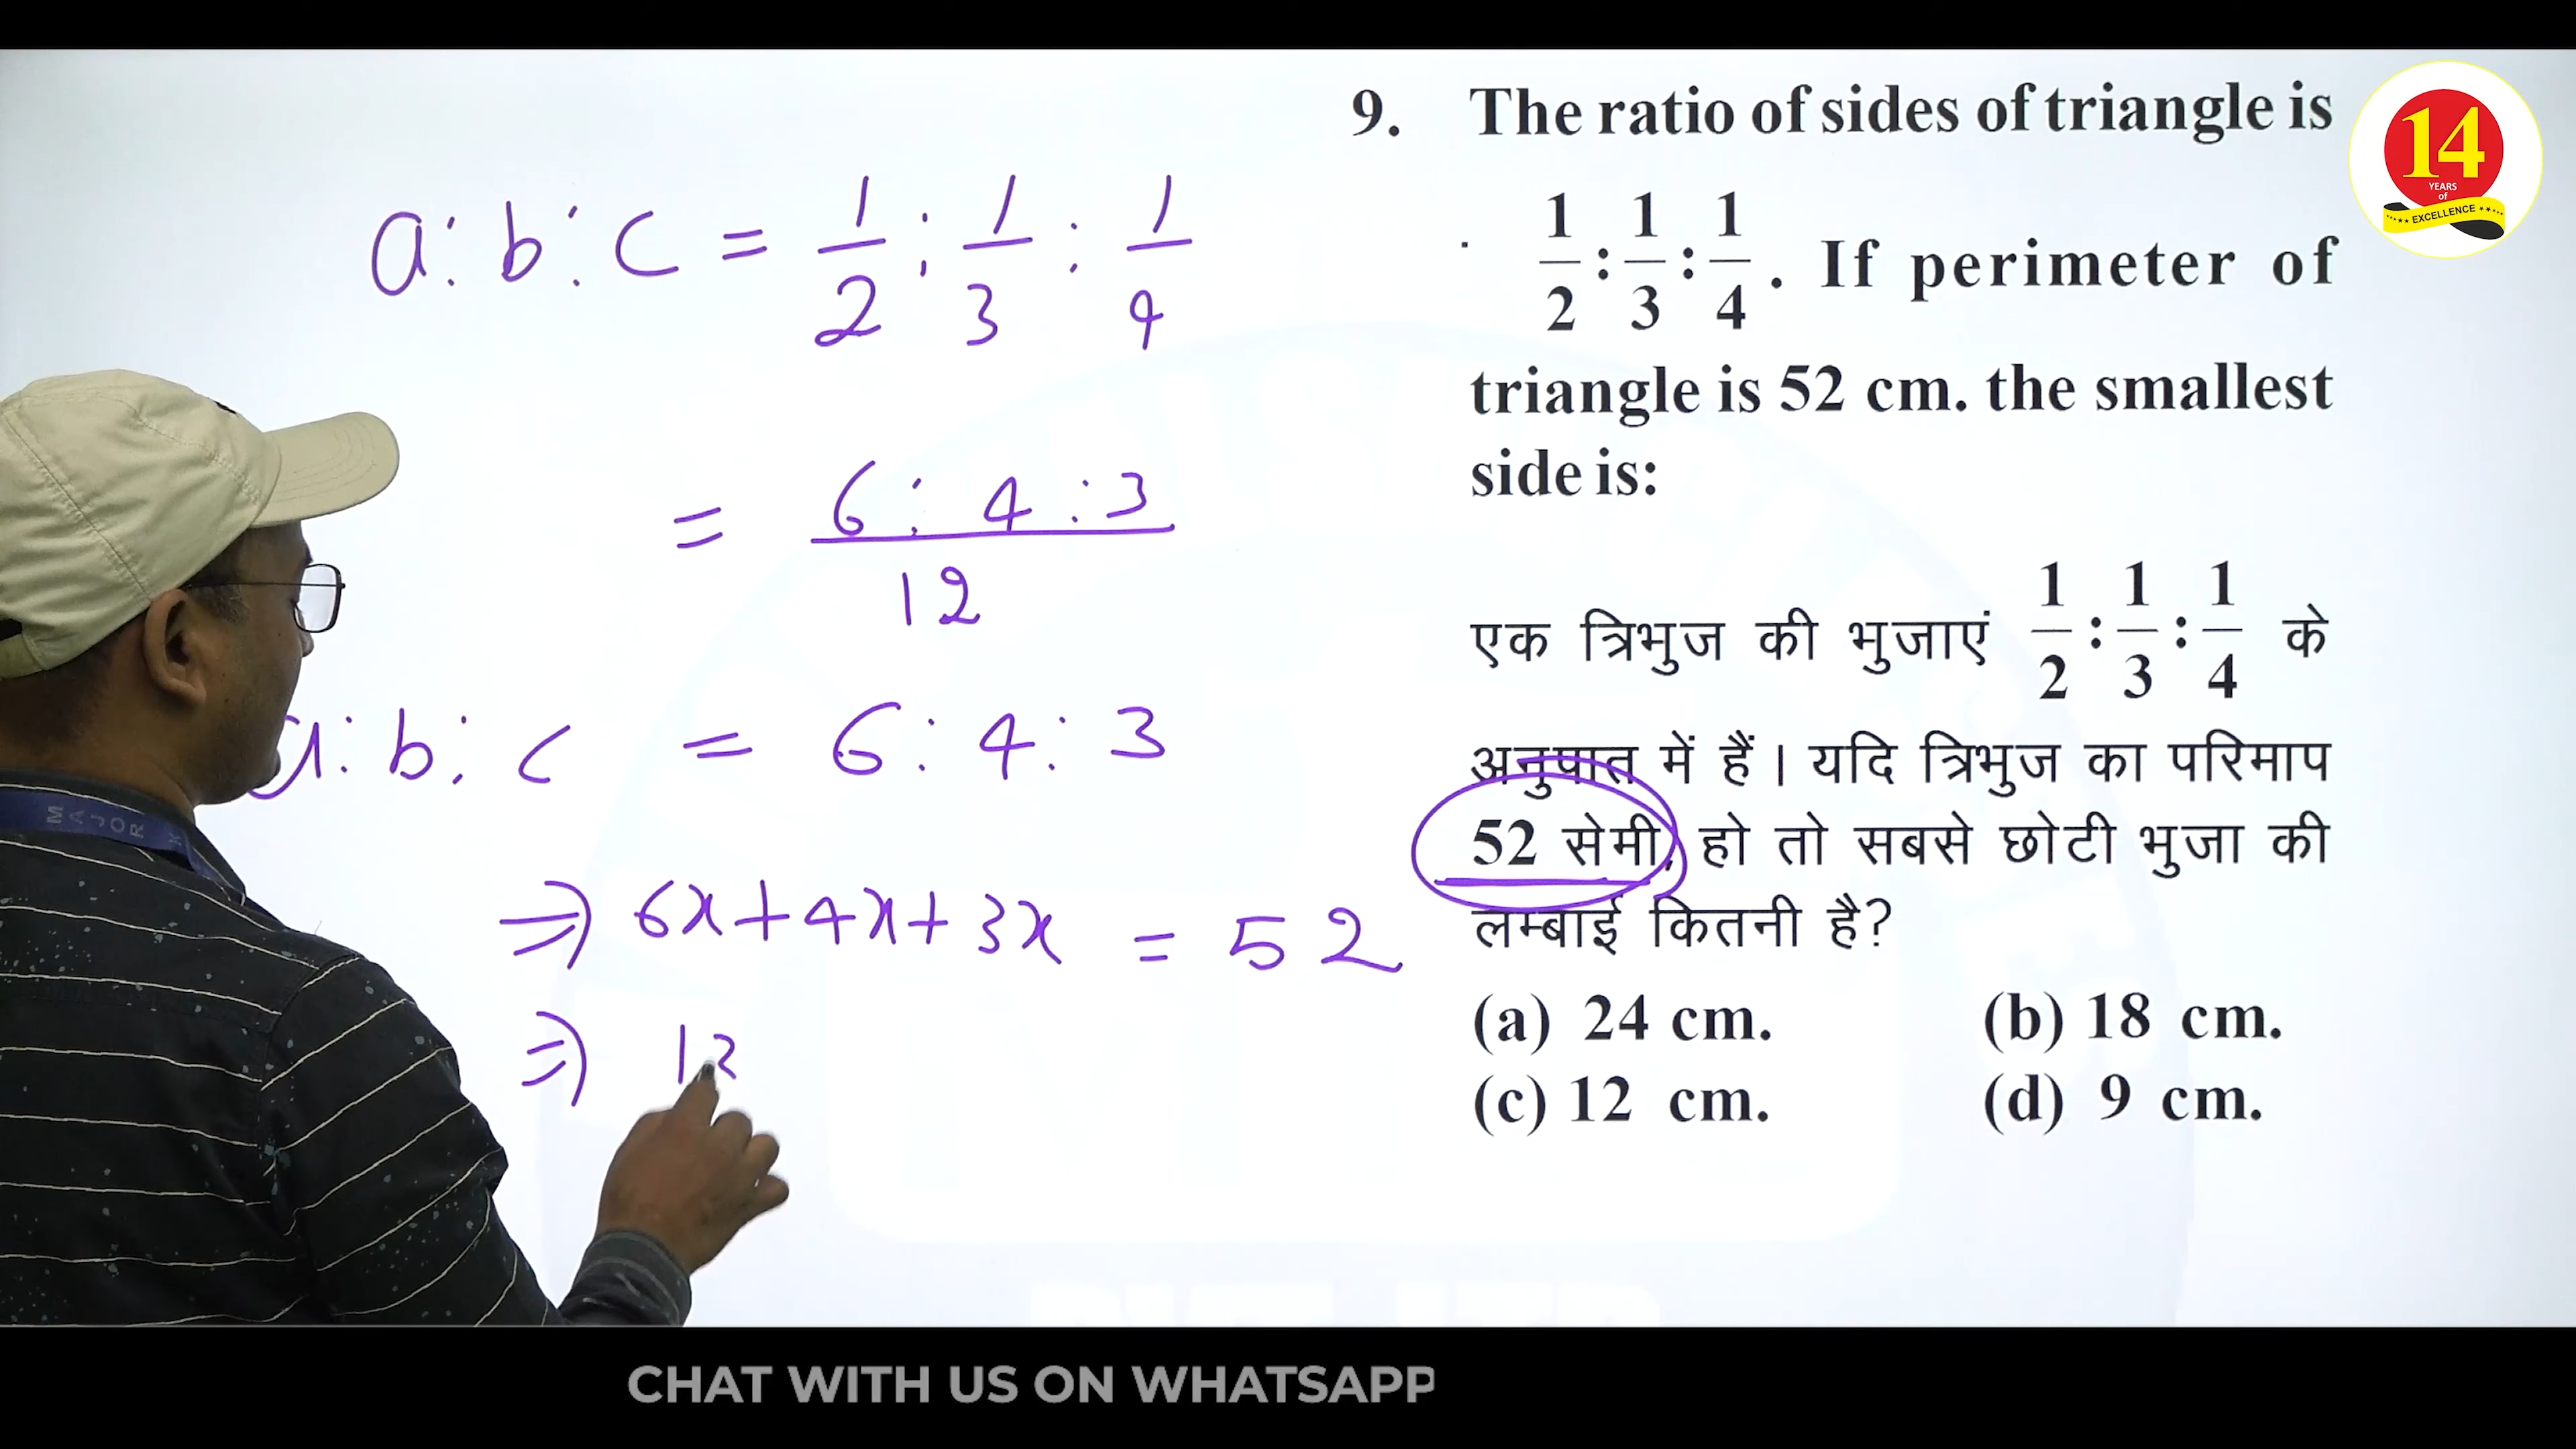 9. The ratio of sides of triangle is
1/2 : 1/3 : 1/4 . If perimeter of
triangle is 52 cm. the smallest
side is:
एक त्रिभुज की भुजाएं 1/2 : 1/3 : 1/4 के
अनुपात में हैं। यदि त्रिभुज का परिमाप
52 सेमी, हो तो सबसे छोटी भुजा की
लम्बाई कितनी है?
(a) 24 cm. (b) 18 cm.
(c) 12 cm. (d) 9 cm.
a : b : c = 1/2 : 1/3 : 1/4
= 6 : 4 : 3
12
a : b : c = 6 : 4 : 3
⇒ 6x + 4x + 3x = 52
⇒ 13
14
YEARS
of
EXCELLENCE
MAJOR
CHAT WITH US ON WHATSAPP